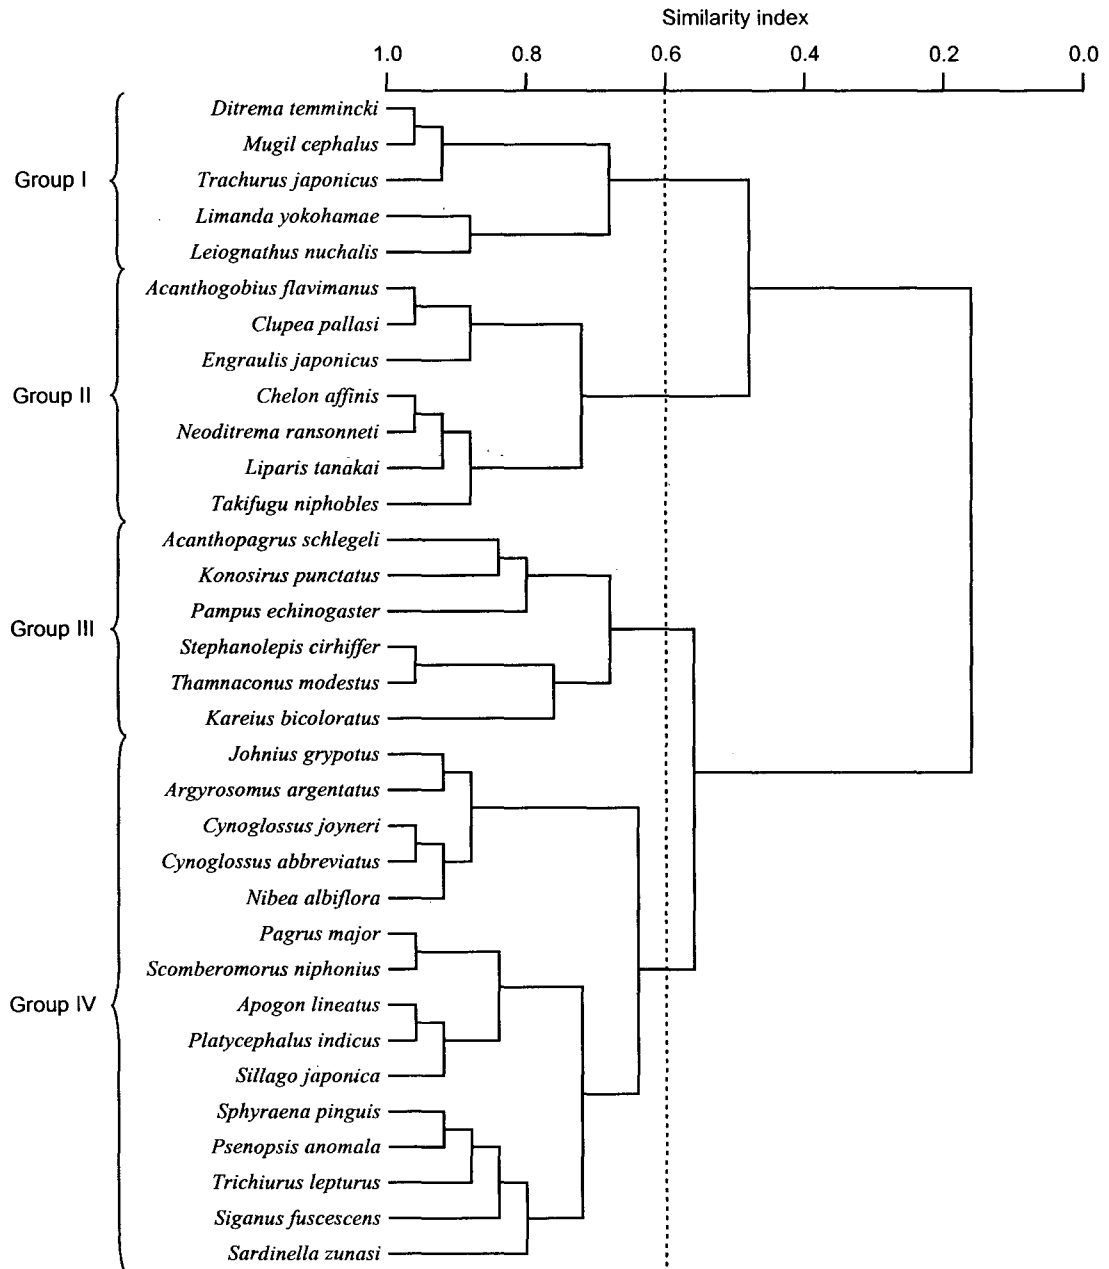 Similarity index
1.0 0.8 0.6 0.4 0.2 0.0
Group I
Ditrema temmincki
Mugil cephalus
Trachurus japonicus
Limanda yokohamae
Leiognathus nuchalis
Group II
Acanthogobius flavimanus
Clupea pallasi
Engraulis japonicus
Chelon affinis
Neoditrema ransonneti
Liparis tanakai
Takifugu niphobles
Group III
Acanthopagrus schlegeli
Konosirus punctatus
Pampus echinogaster
Stephanolepis cirhiffer
Thamnaconus modestus
Kareius bicoloratus
Group IV
Johnius grypotus
Argyrosomus argentatus
Cynoglossus joyneri
Cynoglossus abbreviatus
Nibea albiflora
Pagrus major
Scomberomorus niphonius
Apogon lineatus
Platycephalus indicus
Sillago japonica
Sphyraena pinguis
Psenopsis anomala
Trichiurus lepturus
Siganus fuscescens
Sardinella zunasi